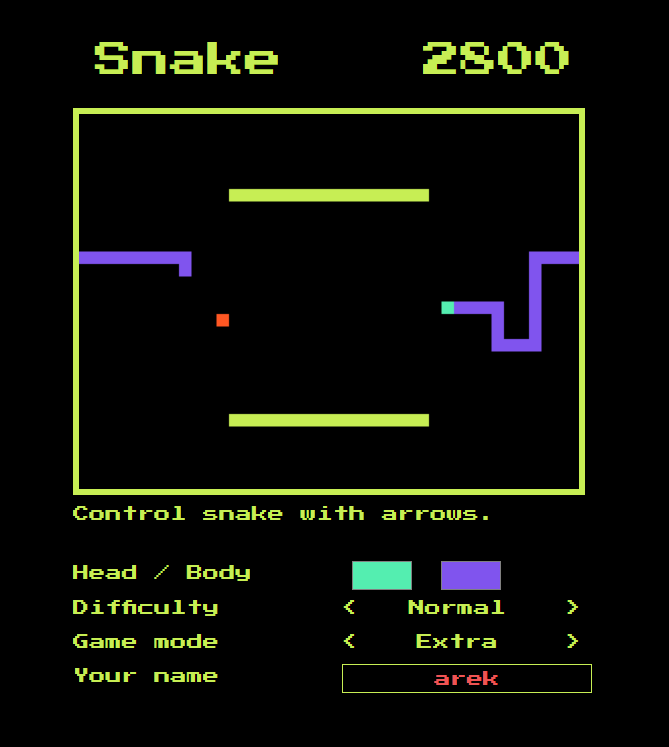 Snake 2800
Control snake with arrows.
Head / Body
Difficulty < Normal >
Game mode < Extra >
Your name arek